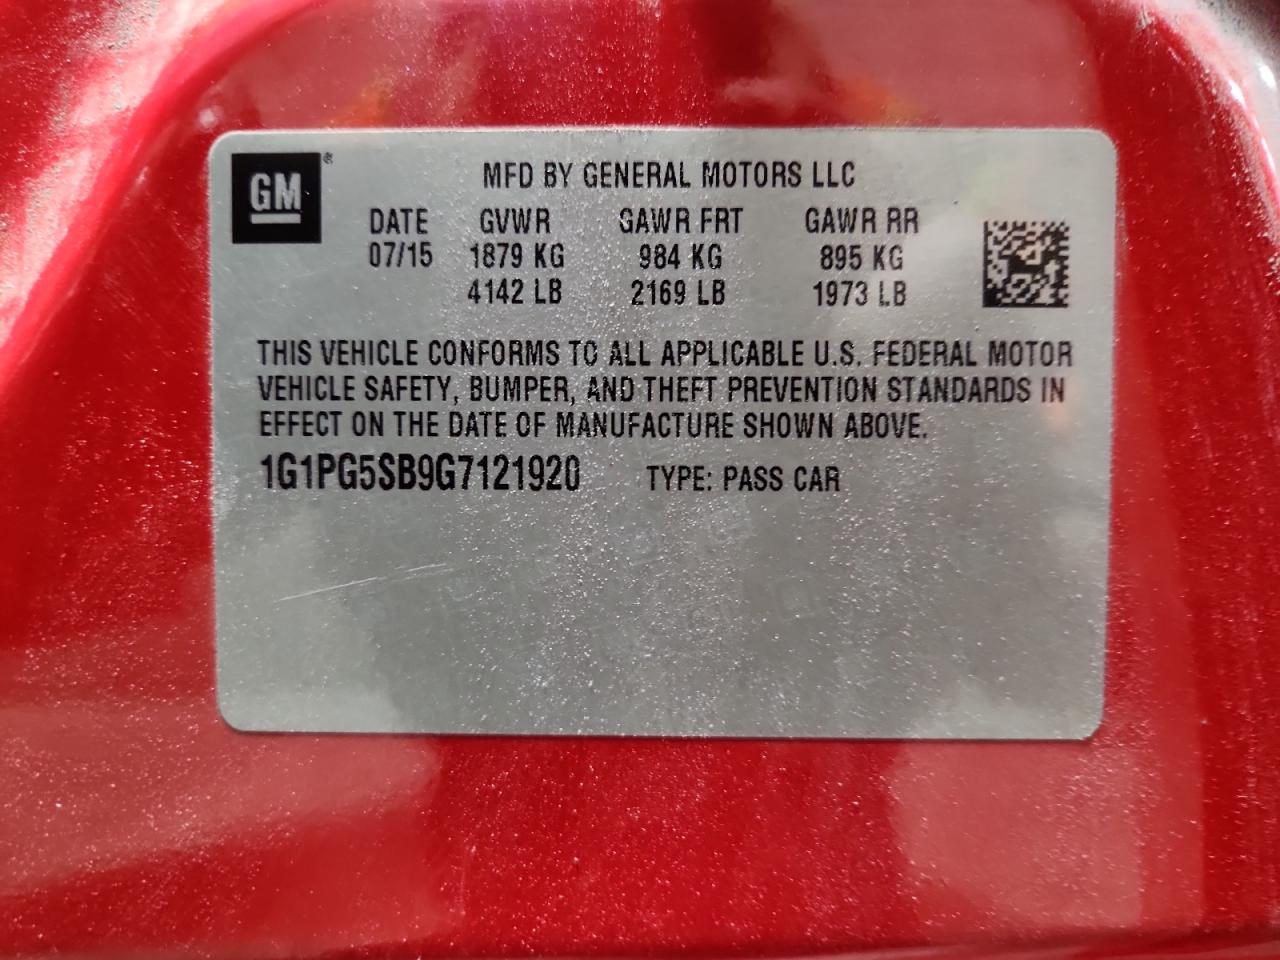 GM®
MFD BY GENERAL MOTORS LLC
DATE GVWR GAWR FRT GAWR RR
07/15 1879 KG 984 KG 895 KG
4142 LB 2169 LB 1973 LB
THIS VEHICLE CONFORMS TO ALL APPLICABLE U.S. FEDERAL MOTOR
VEHICLE SAFETY, BUMPER, AND THEFT PREVENTION STANDARDS IN
EFFECT ON THE DATE OF MANUFACTURE SHOWN ABOVE.
1G1PG5SB9G7121920 TYPE: PASS CAR